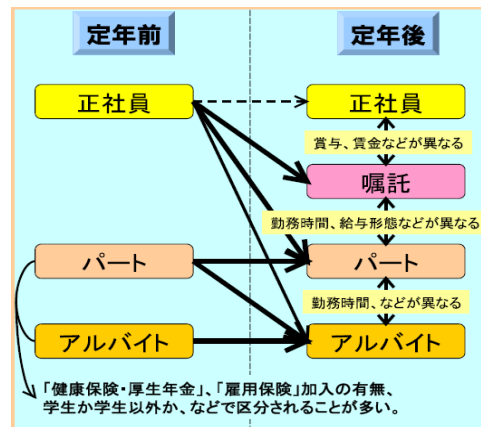 定年前
定年後
正社員
正社員
賞与、賃金などが異なる
嘱託
勤務時間、給与形態などが異なる
パート
パート
勤務時間、などが異なる
アルバイト
アルバイト
「健康保険・厚生年金」、「雇用保険」加入の有無、
学生か学生以外か、などで区分されることが多い。